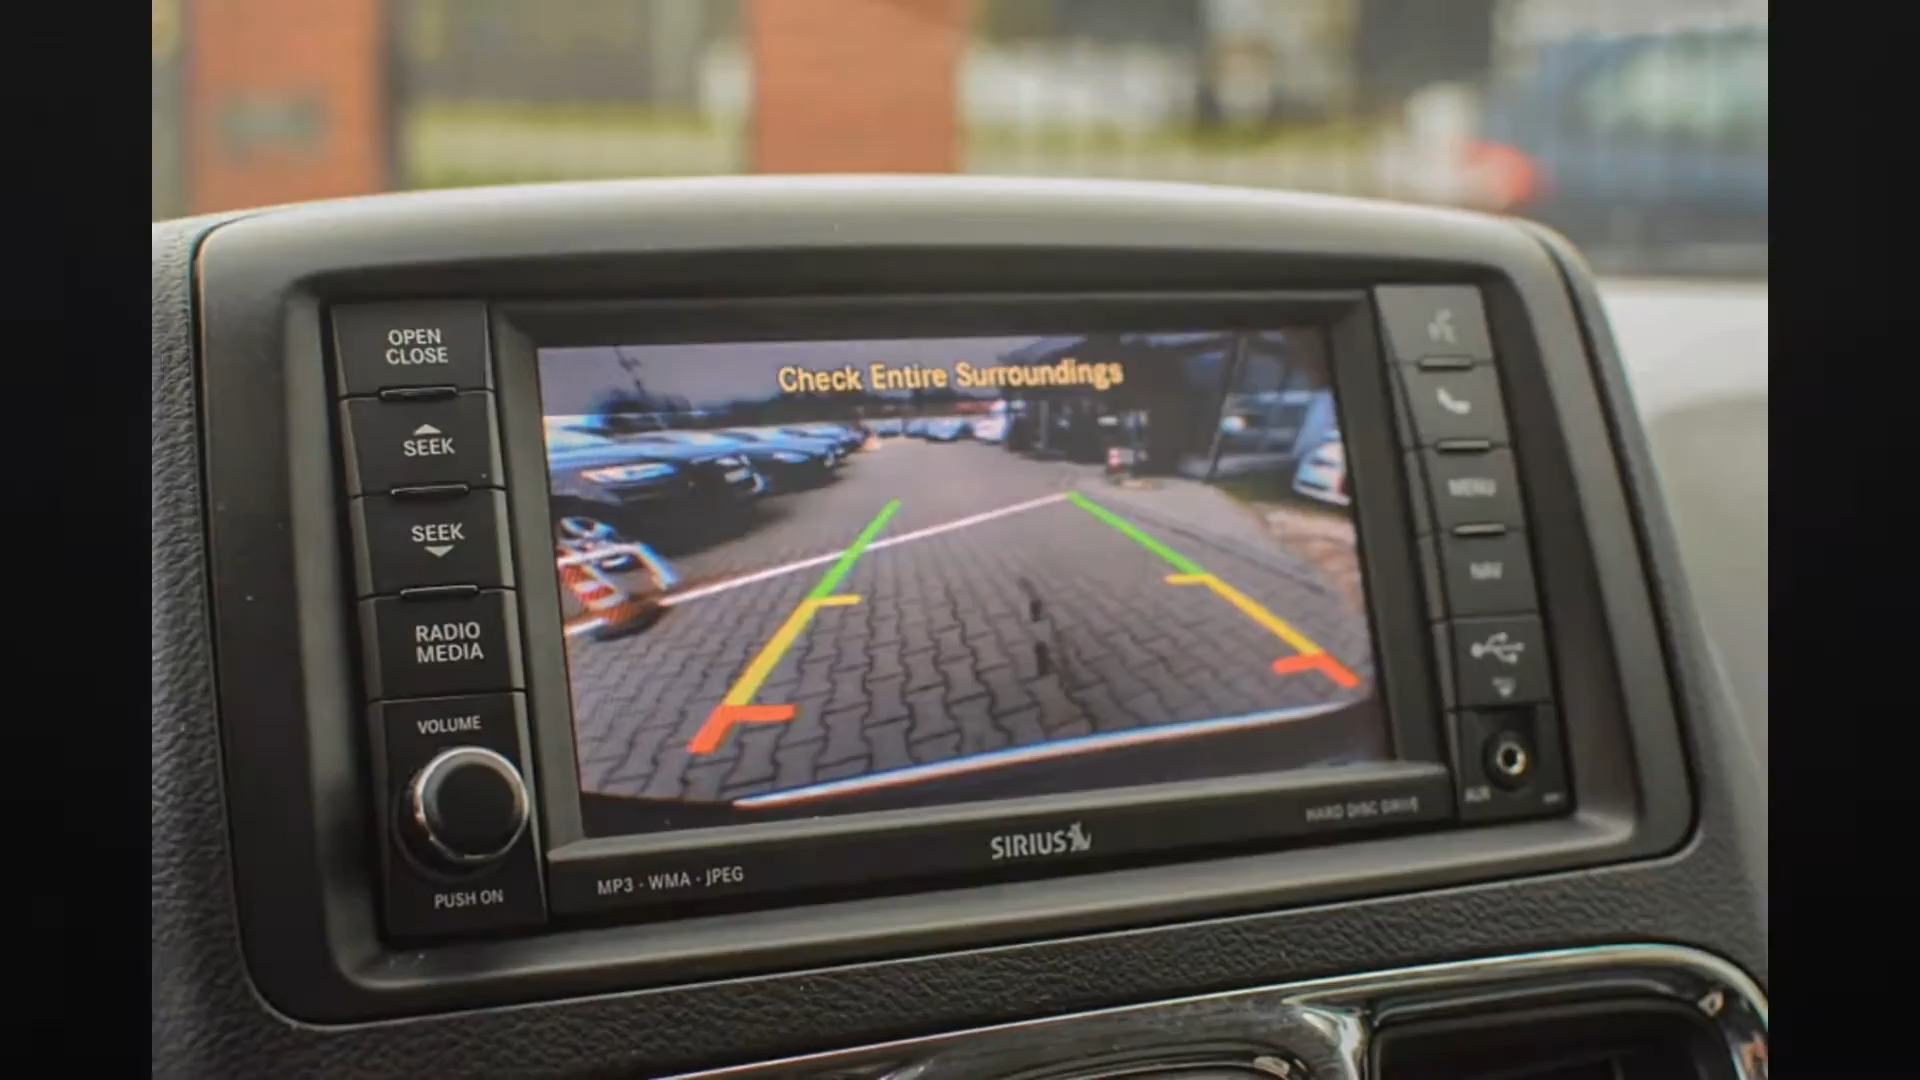 OPEN
CLOSE
SEEK
SEEK
RADIO
MEDIA
VOLUME
PUSH ON
Check Entire Surroundings
MENU
NAV
AUX
SIRIUS
HARD DISC DRIVE
MP3 - WMA - JPEG